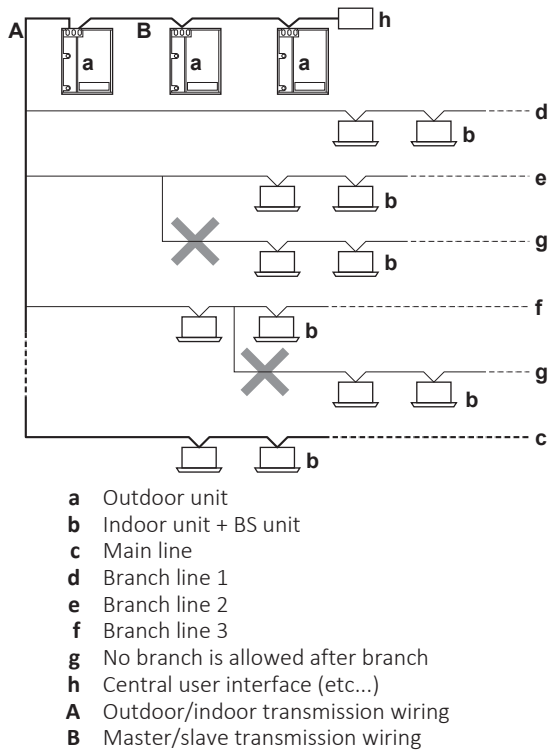 A B h
a a a
d
b
e
b
g
b
f
b
g
b
c
b
a Outdoor unit
b Indoor unit + BS unit
c Main line
d Branch line 1
e Branch line 2
f Branch line 3
g No branch is allowed after branch
h Central user interface (etc...)
A Outdoor/indoor transmission wiring
B Master/slave transmission wiring